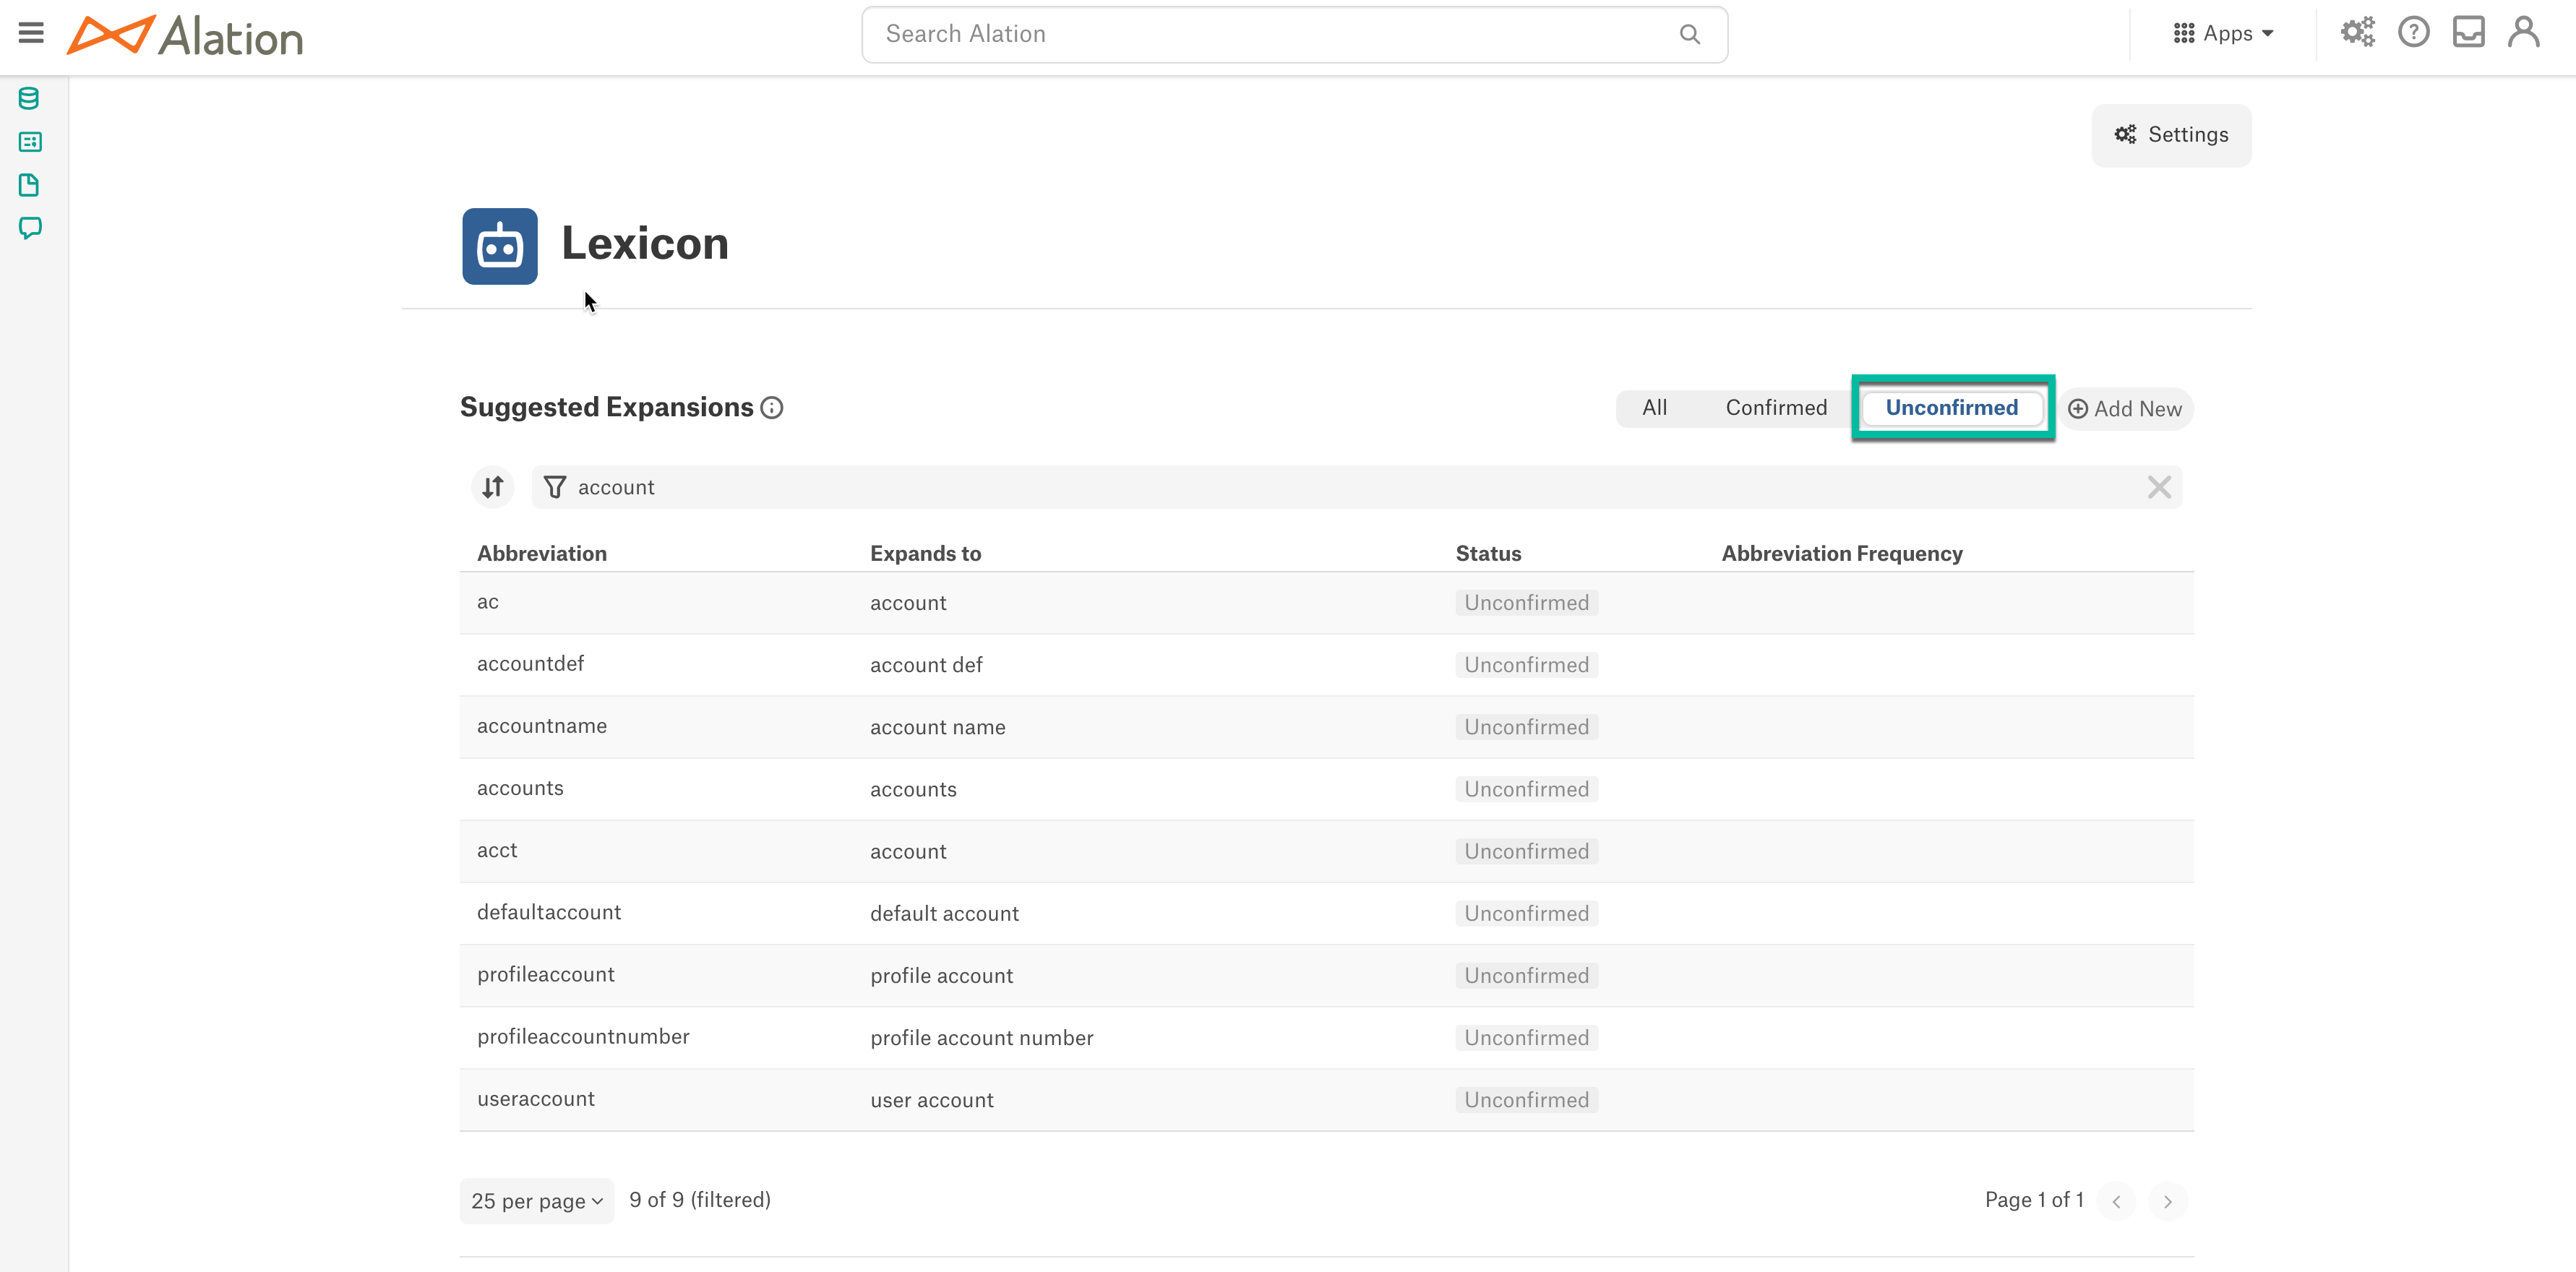 Alation
Search Alation
Apps
Settings
Lexicon
Suggested Expansions
All Confirmed Unconfirmed Add New
account
Abbreviation Expands to Status Abbreviation Frequency
ac account Unconfirmed
accountdef account def Unconfirmed
accountname account name Unconfirmed
accounts accounts Unconfirmed
acct account Unconfirmed
defaultaccount default account Unconfirmed
profileaccount profile account Unconfirmed
profileaccountnumber profile account number Unconfirmed
useraccount user account Unconfirmed
25 per page 9 of 9 (filtered) Page 1 of 1